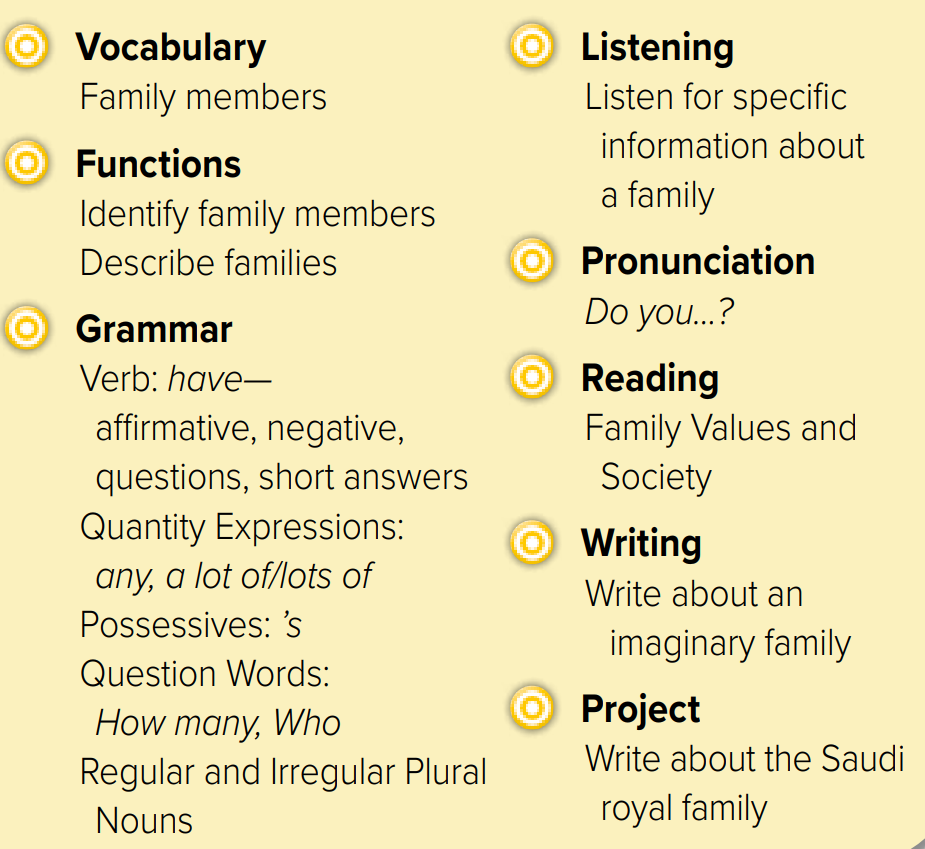 Vocabulary
Family members
Functions
Identify family members
Describe families
Grammar
Verb: have—
affirmative, negative,
questions, short answers
Quantity Expressions:
any, a lot of/lots of
Possessives: ’s
Question Words:
How many, Who
Regular and Irregular Plural
Nouns
Listening
Listen for specific
information about
a family
Pronunciation
Do you...?
Reading
Family Values and
Society
Writing
Write about an
imaginary family
Project
Write about the Saudi
royal family